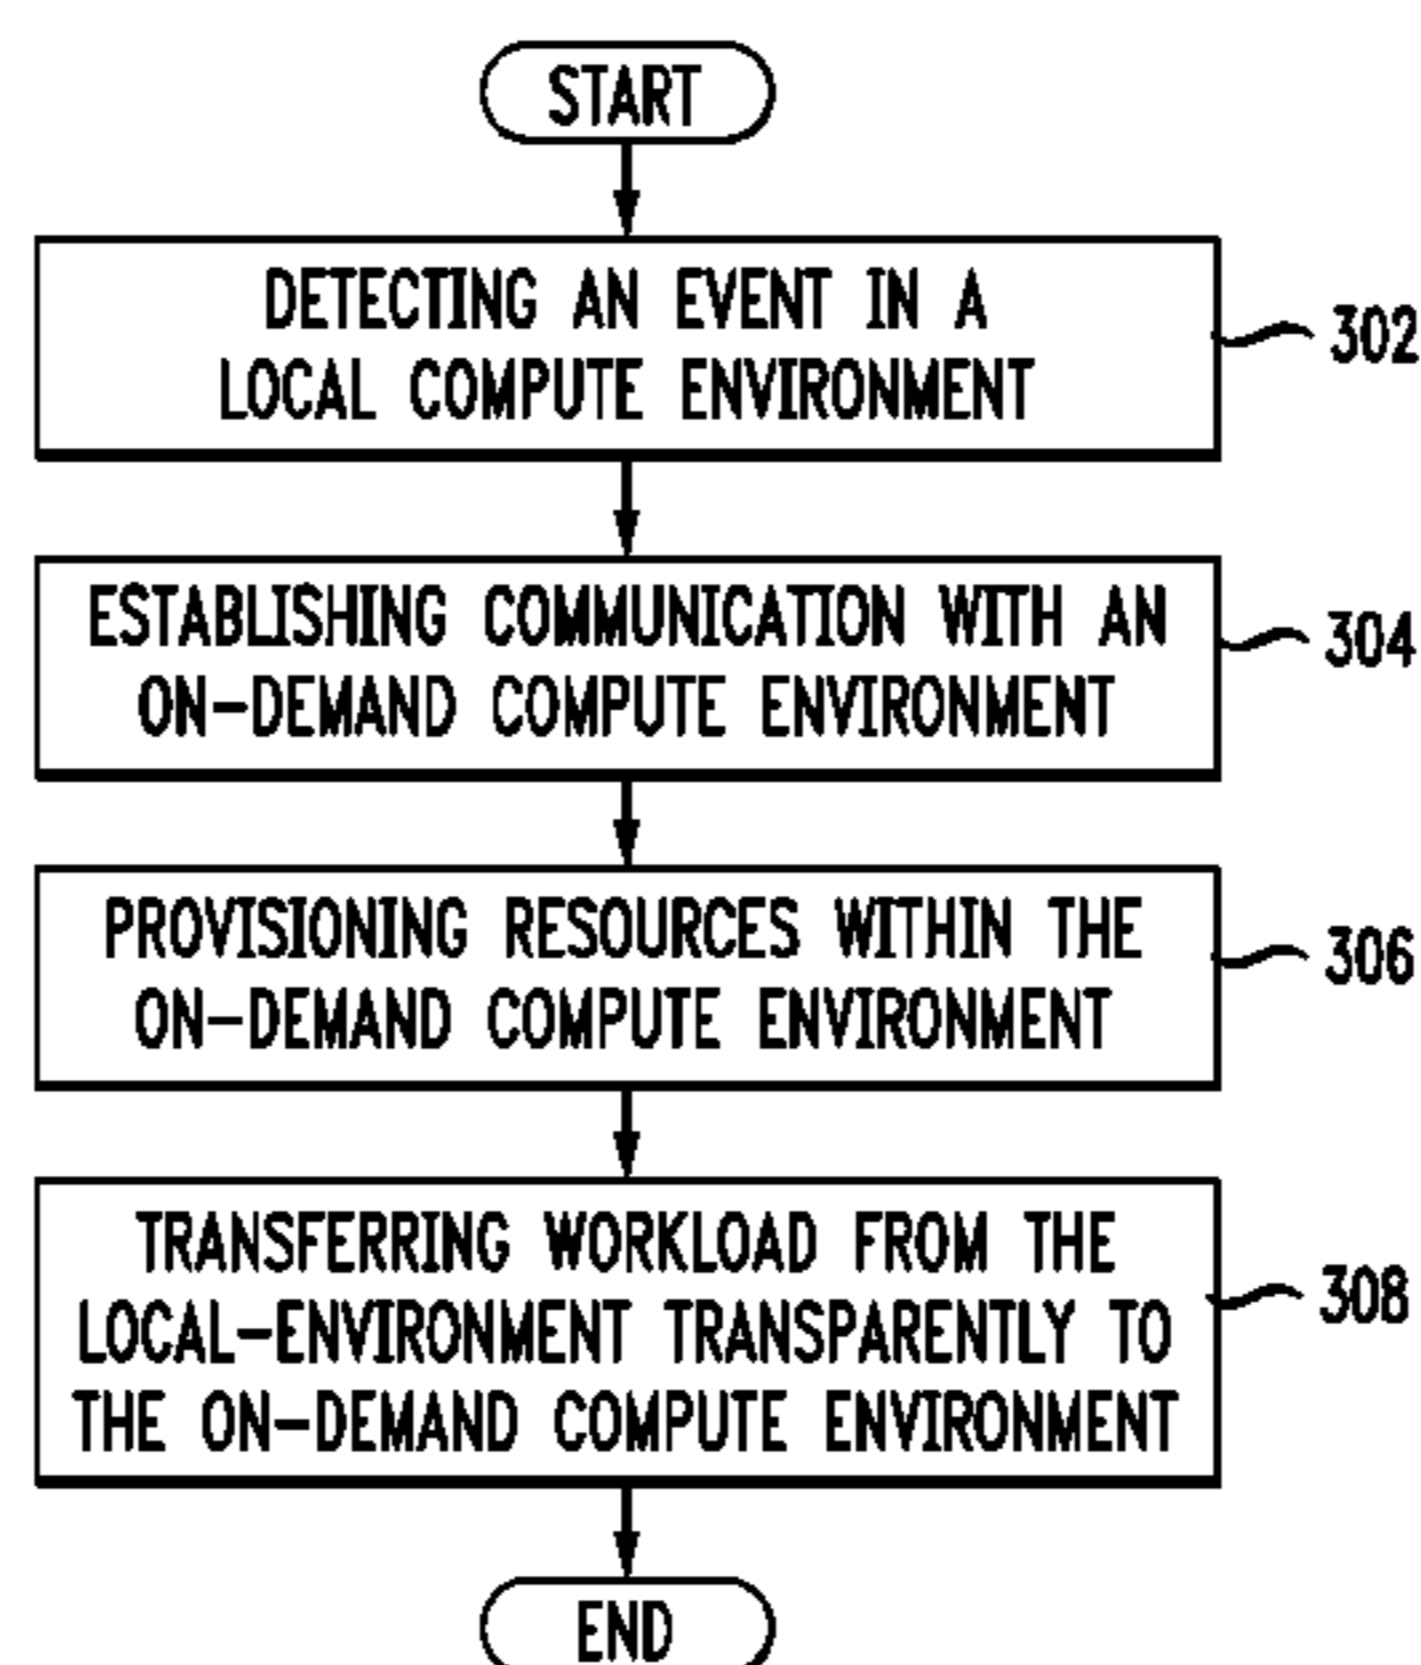 START
DETECTING AN EVENT IN A
LOCAL COMPUTE ENVIRONMENT
302
ESTABLISHING COMMUNICATION WITH AN
ON-DEMAND COMPUTE ENVIRONMENT
304
PROVISIONING RESOURCES WITHIN THE
ON-DEMAND COMPUTE ENVIRONMENT
306
TRANSFERRING WORKLOAD FROM THE
LOCAL-ENVIRONMENT TRANSPARENTLY TO
THE ON-DEMAND COMPUTE ENVIRONMENT
308
END